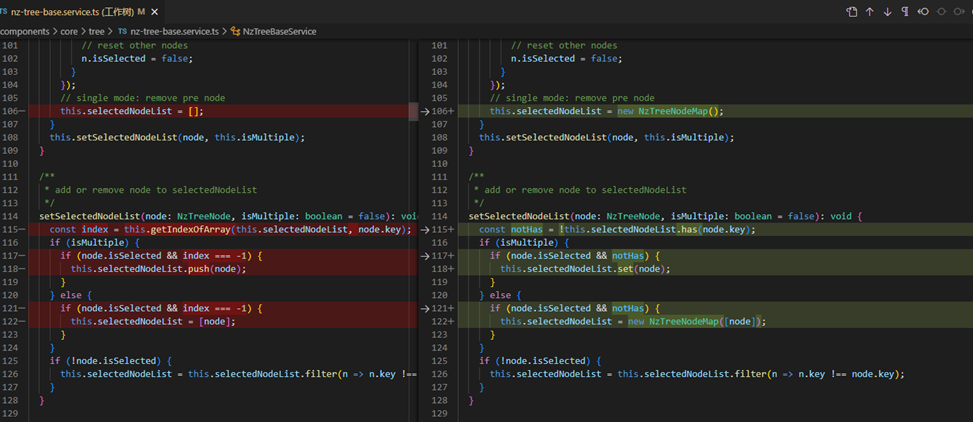 TS nz-tree-base.service.ts (工作树) M ×
components > core > tree > TS nz-tree-base.service.ts > NzTreeBaseService
101 // reset other nodes
102 n.isSelected = false;
103 }
104 });
105 // single mode: remove pre node
106− this.selectedNodeList = [];
107 }
108 this.setSelectedNodeList(node, this.isMultiple);
109 }
110
111 /**
112 * add or remove node to selectedNodeList
113 */
114 setSelectedNodeList(node: NzTreeNode, isMultiple: boolean = false): voi
115− const index = this.getIndexOfArray(this.selectedNodeList, node.key);
116 if (isMultiple) {
117− if (node.isSelected && index === -1) {
118− this.selectedNodeList.push(node);
119 }
120 } else {
121− if (node.isSelected && index === -1) {
122− this.selectedNodeList = [node];
123 }
124 }
125 if (!node.isSelected) {
126 this.selectedNodeList = this.selectedNodeList.filter(n => n.key !==
127 }
128 }
129
101 // reset other nodes
102 n.isSelected = false;
103 }
104 });
105 // single mode: remove pre node
→106+ this.selectedNodeList = new NzTreeNodeMap();
107 }
108 this.setSelectedNodeList(node, this.isMultiple);
109 }
110
111 /**
112 * add or remove node to selectedNodeList
113 */
114 setSelectedNodeList(node: NzTreeNode, isMultiple: boolean = false): void {
→115+ const notHas = !this.selectedNodeList.has(node.key);
116 if (isMultiple) {
→117+ if (node.isSelected && notHas) {
118+ this.selectedNodeList.set(node);
119 }
120 } else {
→121+ if (node.isSelected && notHas) {
122+ this.selectedNodeList = new NzTreeNodeMap([node]);
123 }
124 }
125 if (!node.isSelected) {
126 this.selectedNodeList = this.selectedNodeList.filter(n => n.key !== node.key);
127 }
128 }
129